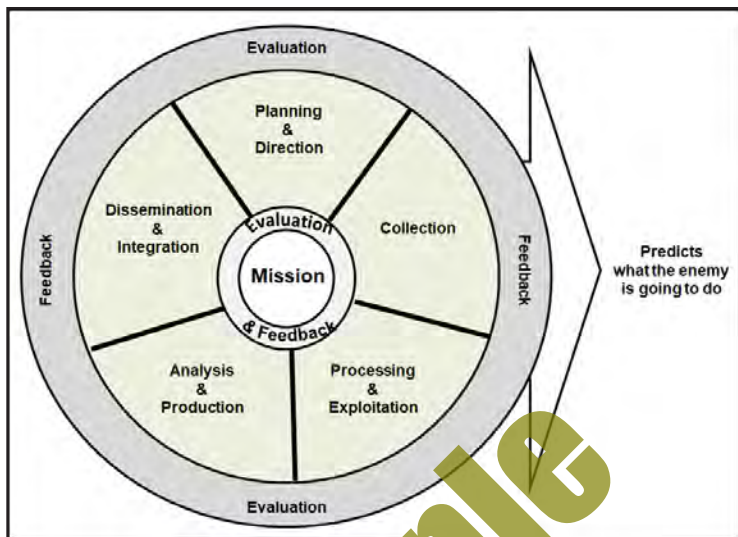 Evaluation
Planning
&
Direction
Dissemination
&
Integration
Collection
Evaluation
Mission
& Feedback
Feedback
Feedback
Predicts
what the enemy
is going to do
Analysis
&
Production
Processing
&
Exploitation
Evaluation